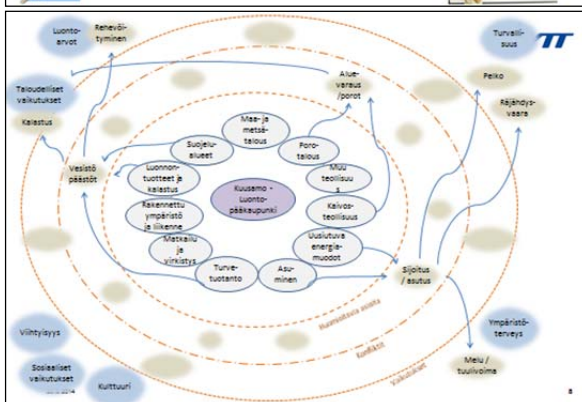 Luonto-
arvot
Rehevöi-
tyminen
Turvalli-
suus
Taloudelliset
vaikutukset
Kalastus
Alue-
varaus
/porot
Pelko
Räjähdys-
vaara
Vesistö
päästöt
Maa- ja
metsä-
talous
Suojelu-
alueet
Poro-
talous
Luonnon-
tuotteet ja
kalastus
Muu
teollisuu
s
Kuusamo -
Luonto-
pääkaupunki
Rakennettu
ympäristö
ja liikenne
Kaivos-
teollisuus
Matkailu
ja
virkistys
Uusiutuva
energia-
muodot
Turve-
tuotanto
Asu-
minen
Sijoitus
/ asutus
Huomioitavia asioita
Konfliktit
Vaikutukset
Viihtyisyys
Sosiaaliset
vaikutukset
Kulttuuri
Ympäristö-
terveys
Melu /
tuulivoima
8